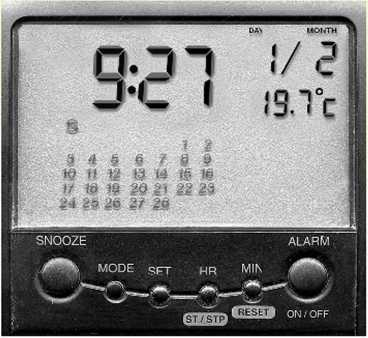 DAY MONTH
9:27 1/ 2
19.7°c
S
1 2
3 4 5 6 7 8 9
10 11 12 13 14 15 16
17 18 19 20 21 22 23
24 25 26 27 28
SNOOZE ALARM
MODE SET HR MIN
ST / STP RESET ON / OFF